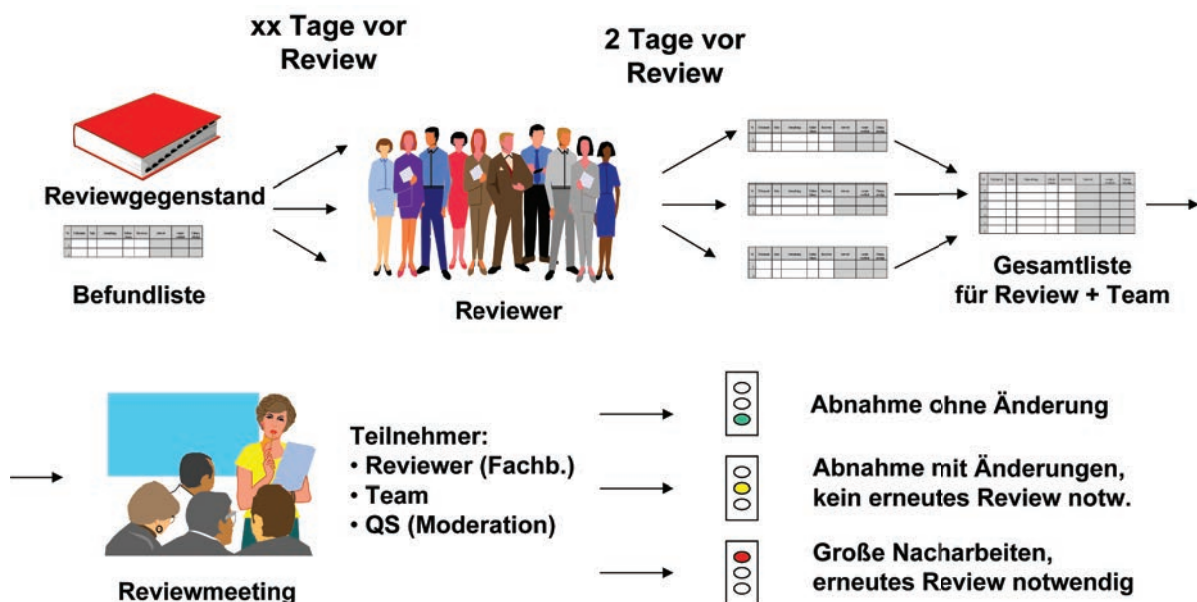 xx Tage vor
Review
2 Tage vor
Review
Reviewgegenstand
Befundliste
Reviewer
Gesamtliste
für Review + Team
Reviewmeeting
Teilnehmer:
• Reviewer (Fachb.)
• Team
• QS (Moderation)
Abnahme ohne Änderung
Abnahme mit Änderungen,
kein erneutes Review notw.
Große Nacharbeiten,
erneutes Review notwendig